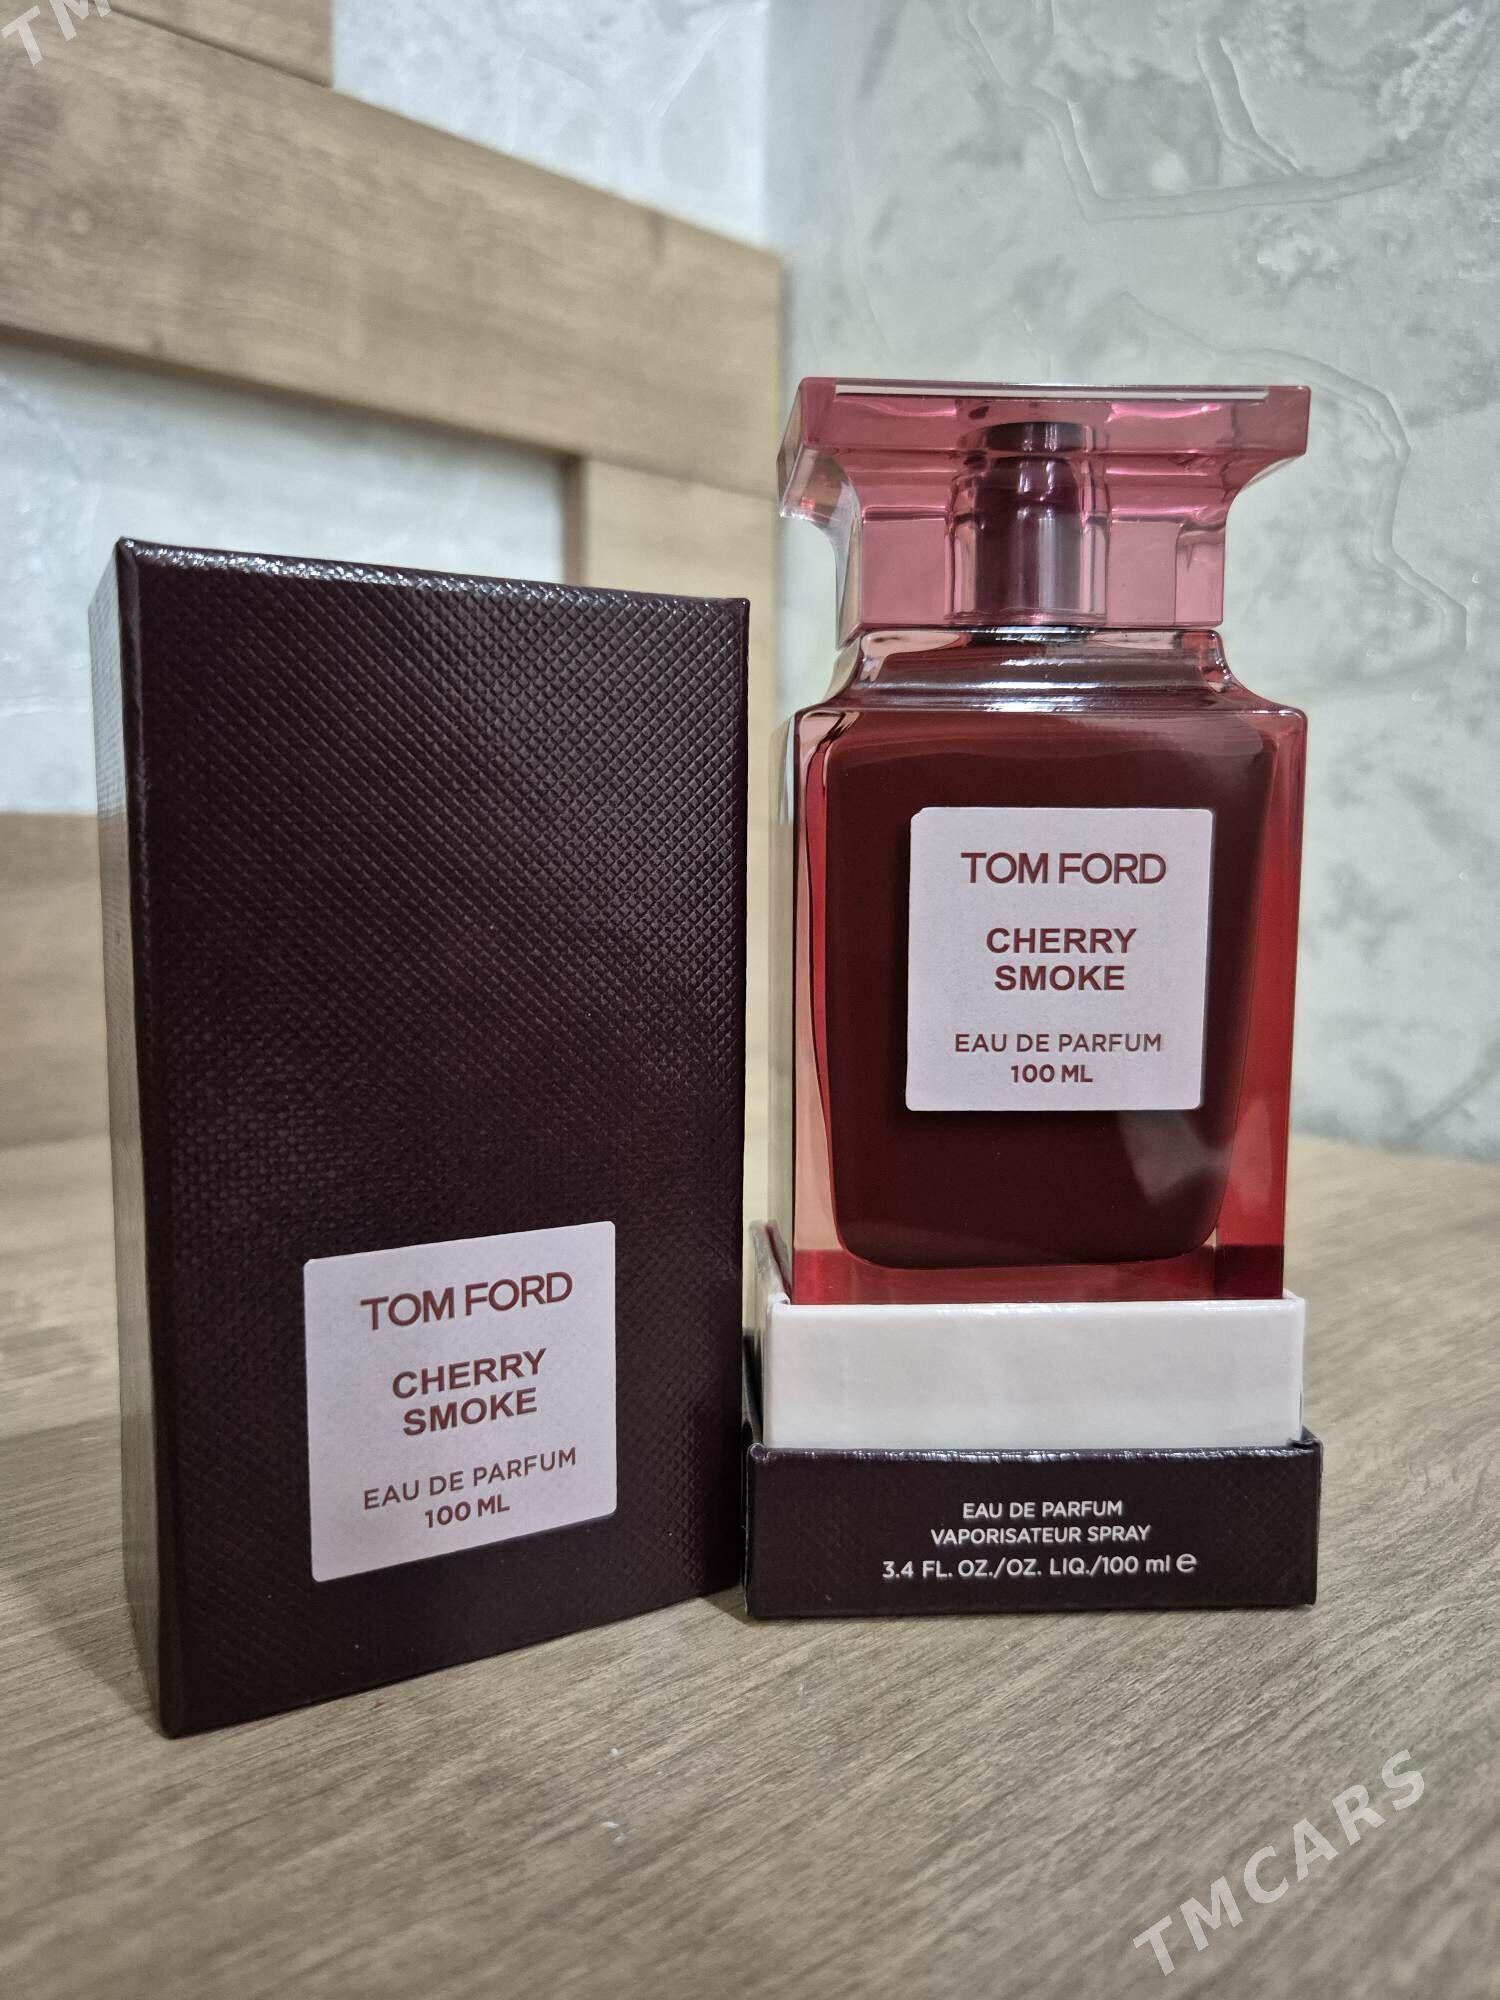 TM
TOM FORD
CHERRY
SMOKE
EAU DE PARFUM
100 ML
TOM FORD
CHERRY
SMOKE
EAU DE PARFUM
100 ML
EAU DE PARFUM
VAPORISATEUR SPRAY
3.4 FL. OZ./OZ. LIQ./100 ml e
TMCARS